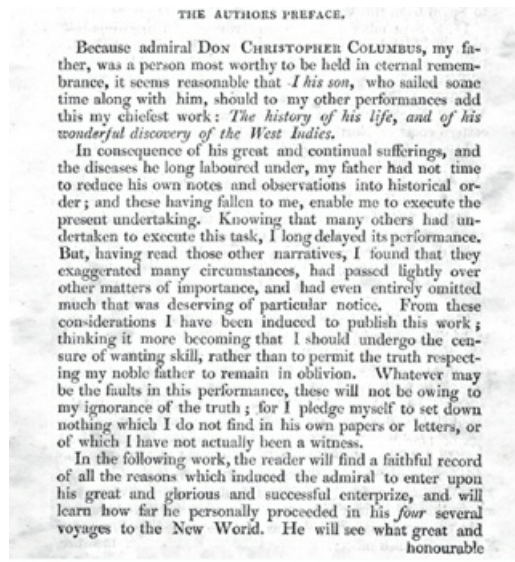 THE AUTHORS PREFACE.
Because admiral DON CHRISTOPHER COLUMBUS, my fa-
ther, was a person most worthy to be held in eternal remem-
brance, it seems reasonable that I his son, who sailed some
time along with him, should to my other performances add
this my chiefest work: The history of his life, and of his
wonderful discovery of the West Indies.
In consequence of his great and continual sufferings, and
the diseases he long laboured under, my father had not time
to reduce his own notes and observations into historical or-
der; and these having fallen to me, enable me to execute the
present undertaking. Knowing that many others had un-
dertaken to execute this task, I long delayed its performance.
But, having read those other narratives, I found that they
exaggerated many circumstances, had passed lightly over
other matters of importance, and had even entirely omitted
much that was deserving of particular notice. From these
considerations I have been induced to publish this work;
thinking it more becoming that I should undergo the cen-
sure of wanting skill, rather than to permit the truth respect-
ing my noble father to remain in oblivion. Whatever may
be the faults in this performance, these will not be owing to
my ignorance of the truth; for I pledge myself to set down
nothing which I do not find in his own papers or letters, or
of which I have not actually been a witness.
In the following work, the reader will find a faithful record
of all the reasons which induced the admiral to enter upon
his great and glorious and successful enterprize, and will
learn how far he personally proceeded in his four several
voyages to the New World. He will see what great and
honourable